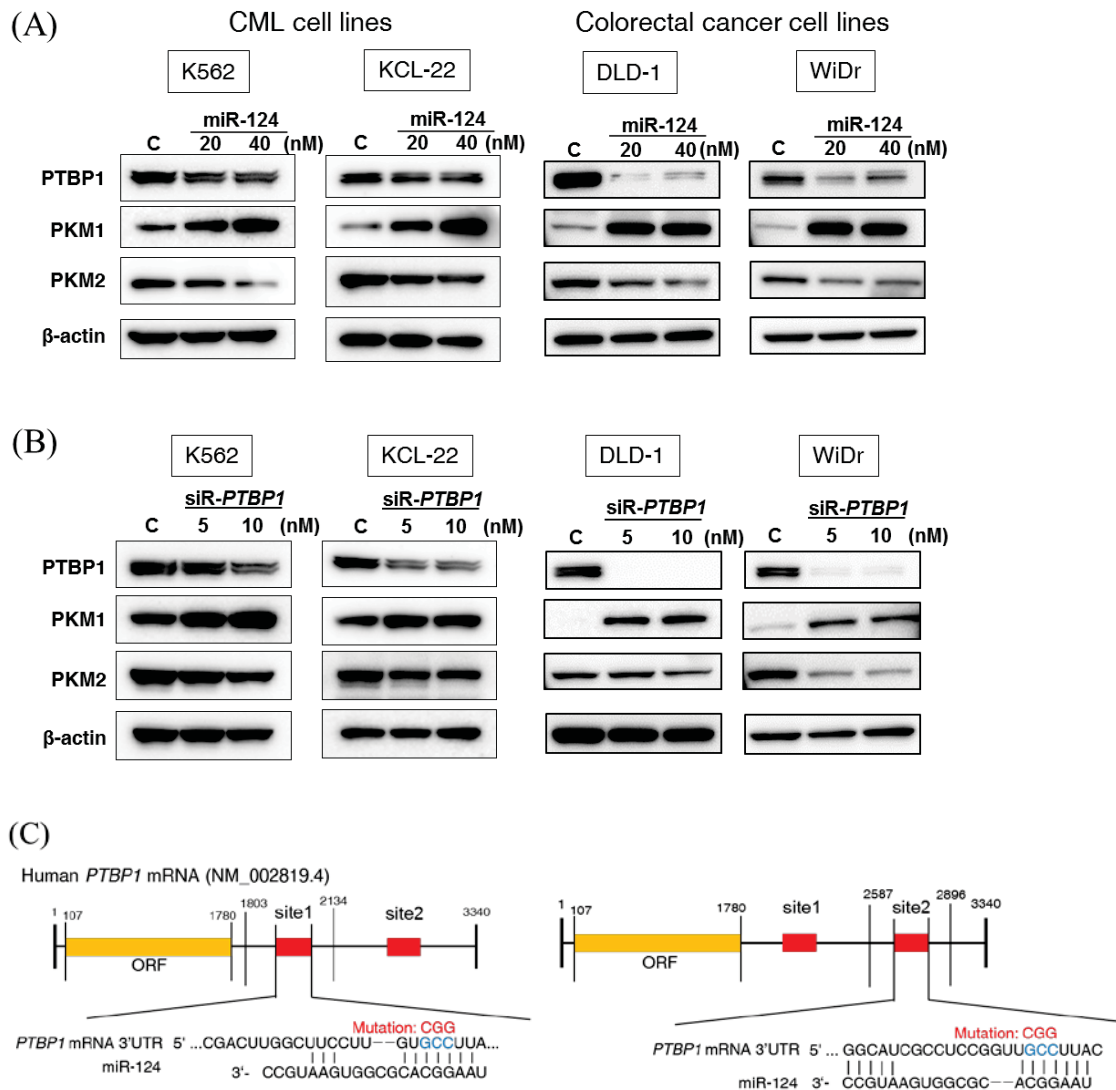 (A)
CML cell lines
Colorectal cancer cell lines
K562
KCL-22
DLD-1
WiDr
miR-124
miR-124
miR-124
miR-124
C 20 40 (nM)
C 20 40 (nM)
C 20 40 (nM)
C 20 40 (nM)
PTBP1
PKM1
PKM2
β-actin
(B)
K562
KCL-22
DLD-1
WiDr
siR-PTBP1
siR-PTBP1
siR-PTBP1
siR-PTBP1
C 5 10 (nM)
C 5 10 (nM)
C 5 10 (nM)
C 5 10 (nM)
PTBP1
PKM1
PKM2
β-actin
(C)
Human PTBP1 mRNA (NM_002819.4)
1 107 1780 1803 site1 2134 site2 3340
ORF
Mutation: CGG
PTBP1 mRNA 3'UTR 5' ...CGACUUGGCUUCCUU--GUGCCUUA...
miR-124 3'- CCGUAAGUGGCGCACGGAAU
1 107 1780 site1 2587 site2 2896 3340
ORF
Mutation: CGG
PTBP1 mRNA 3'UTR 5' ... GGCAUCGCCUCCGGUUGCCUUAC
miR-124 3'- CCGUAAGUGGCGC--ACGGAAU